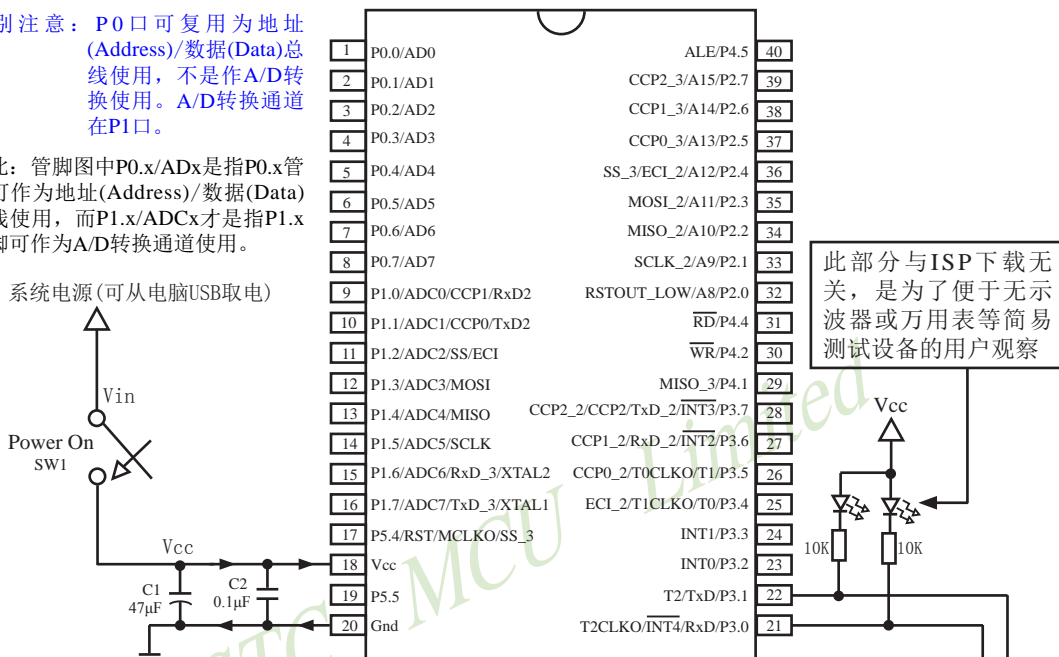 别注意：P0口可复用为地址
(Address)/数据(Data)总
线使用，不是作A/D转
换使用。A/D转换通道
在P1口。
：管脚图中P0.x/ADx是指P0.x管
可作为地址(Address)/数据(Data)
线使用，而P1.x/ADCx才是指P1.x
脚可作为A/D转换通道使用。
系统电源(可从电脑USB取电)
Vin
Power On
SW1
Vcc
C1
47μF
C2
0.1μF
1 P0.0/AD0
2 P0.1/AD1
3 P0.2/AD2
4 P0.3/AD3
5 P0.4/AD4
6 P0.5/AD5
7 P0.6/AD6
8 P0.7/AD7
9 P1.0/ADC0/CCP1/RxD2
10 P1.1/ADC1/CCP0/TxD2
11 P1.2/ADC2/SS/ECI
12 P1.3/ADC3/MOSI
13 P1.4/ADC4/MISO
14 P1.5/ADC5/SCLK
15 P1.6/ADC6/RxD_3/XTAL2
16 P1.7/ADC7/TxD_3/XTAL1
17 P5.4/RST/MCLKO/SS_3
18 Vcc
19 P5.5
20 Gnd
ALE/P4.5 40
CCP2_3/A15/P2.7 39
CCP1_3/A14/P2.6 38
CCP0_3/A13/P2.5 37
SS_3/ECI_2/A12/P2.4 36
MOSI_2/A11/P2.3 35
MISO_2/A10/P2.2 34
SCLK_2/A9/P2.1 33
RSTOUT_LOW/A8/P2.0 32
RD/P4.4 31
WR/P4.2 30
MISO_3/P4.1 29
CCP2_2/CCP2/TxD_2/INT3/P3.7 28
CCP1_2/RxD_2/INT2/P3.6 27
CCP0_2/T0CLKO/T1/P3.5 26
ECI_2/T1CLKO/T0/P3.4 25
INT1/P3.3 24
INT0/P3.2 23
T2/TxD/P3.1 22
T2CLKO/INT4/RxD/P3.0 21
此部分与ISP下载无
关，是为了便于无示
波器或万用表等简易
测试设备的用户观察
Vcc
10K
10K
STC MCU Limited